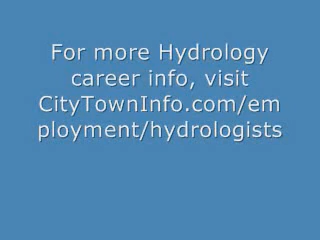 For more Hydrology
career info, visit
CityTownInfo.com/em
ployment/hydrologists